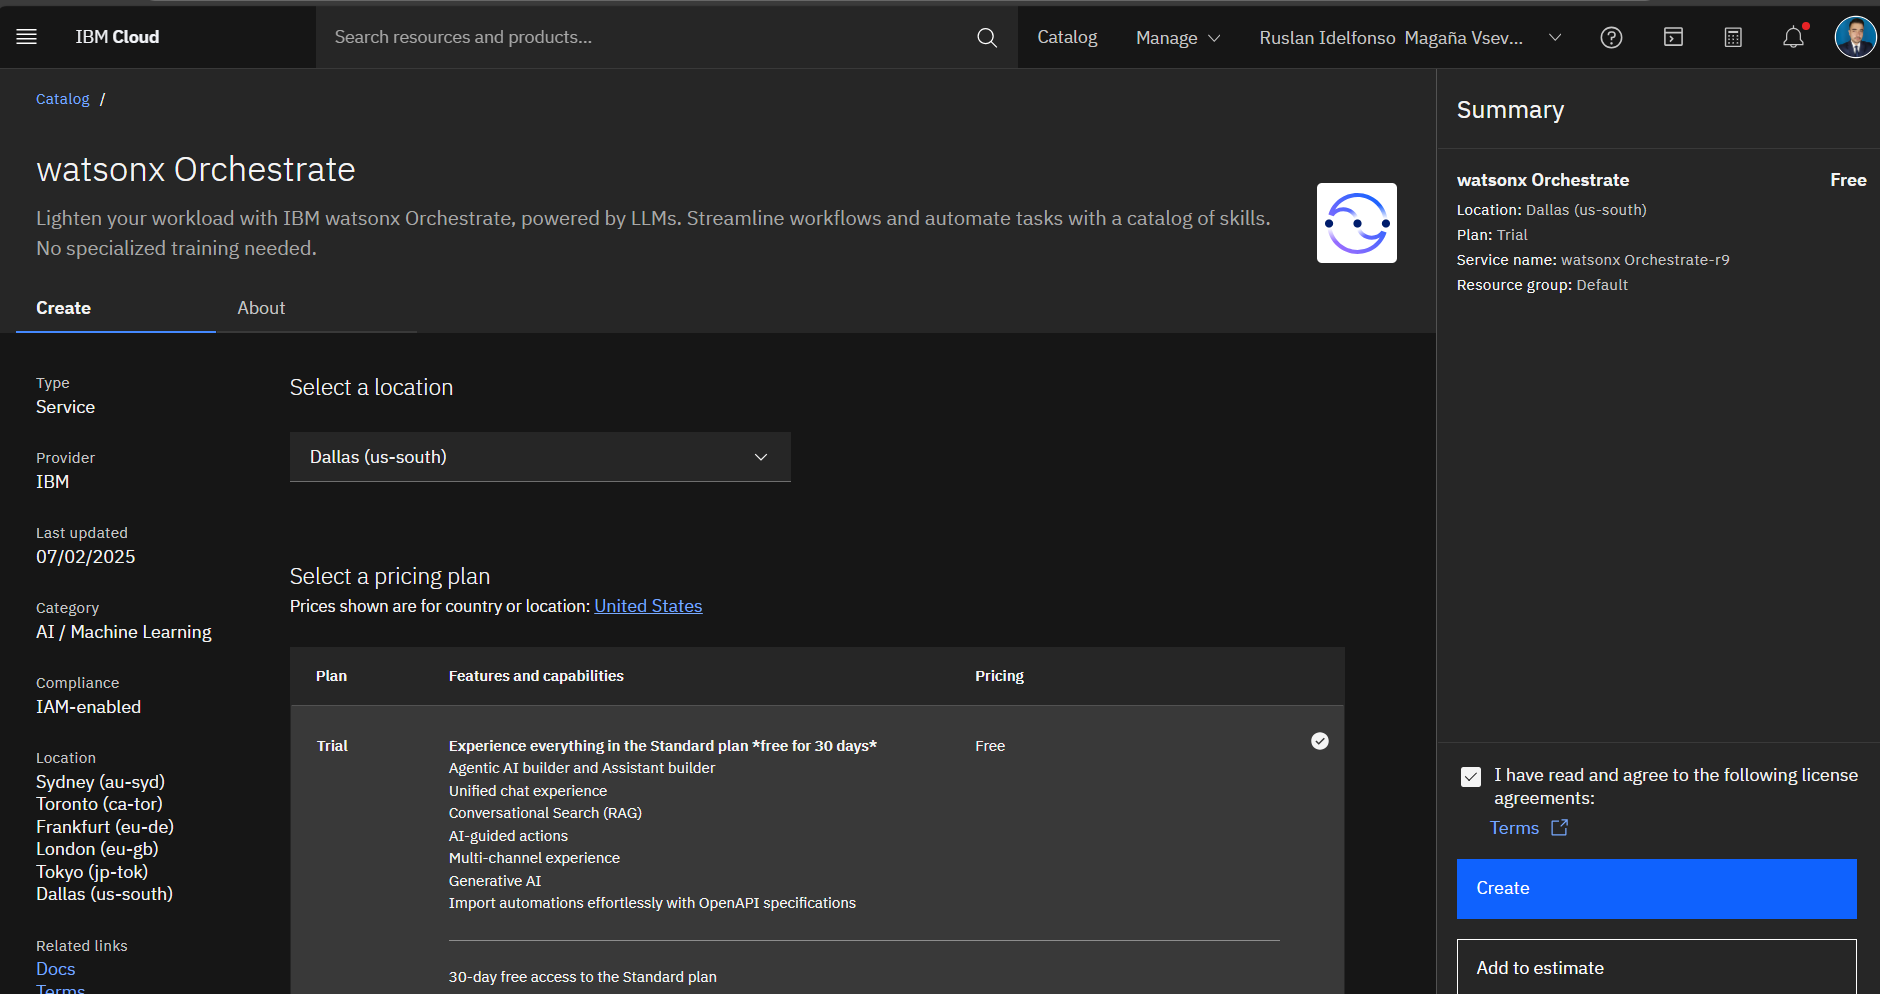 IBM Cloud
Search resources and products...
Catalog
Manage
Ruslan Idelfonso Magaña Vsev...
Catalog /
watsonx Orchestrate
Lighten your workload with IBM watsonx Orchestrate, powered by LLMs. Streamline workflows and automate tasks with a catalog of skills.
No specialized training needed.
Create
About
Type
Service
Provider
IBM
Last updated
07/02/2025
Category
AI / Machine Learning
Compliance
IAM-enabled
Location
Sydney (au-syd)
Toronto (ca-tor)
Frankfurt (eu-de)
London (eu-gb)
Tokyo (jp-tok)
Dallas (us-south)
Related links
Docs
Terms
Select a location
Dallas (us-south)
Select a pricing plan
Prices shown are for country or location: United States
Plan
Features and capabilities
Pricing
Trial
Experience everything in the Standard plan *free for 30 days*
Free
Agentic AI builder and Assistant builder
Unified chat experience
Conversational Search (RAG)
AI-guided actions
Multi-channel experience
Generative AI
Import automations effortlessly with OpenAPI specifications
30-day free access to the Standard plan
Summary
watsonx Orchestrate
Free
Location: Dallas (us-south)
Plan: Trial
Service name: watsonx Orchestrate-r9
Resource group: Default
I have read and agree to the following license
agreements:
Terms
Create
Add to estimate